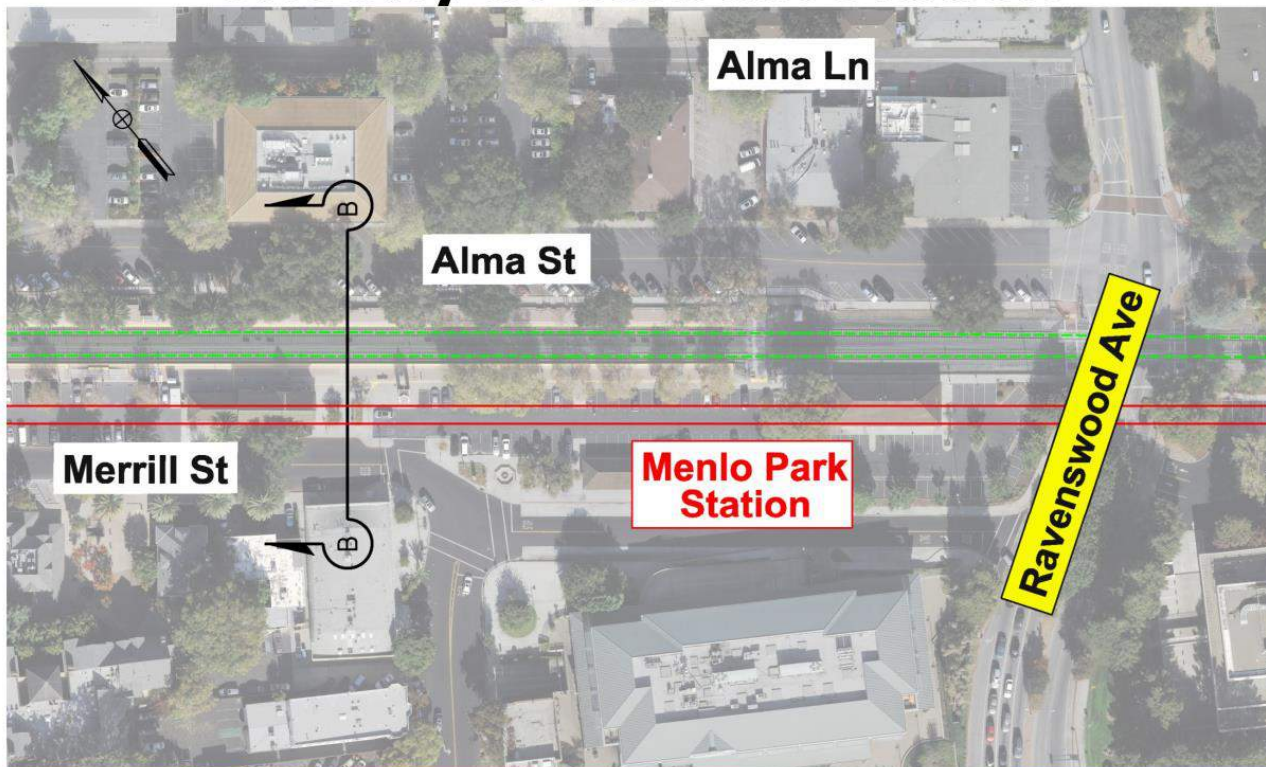 Alma Ln
B
Alma St
Ravenswood Ave
Merrill St
Menlo Park
Station
B